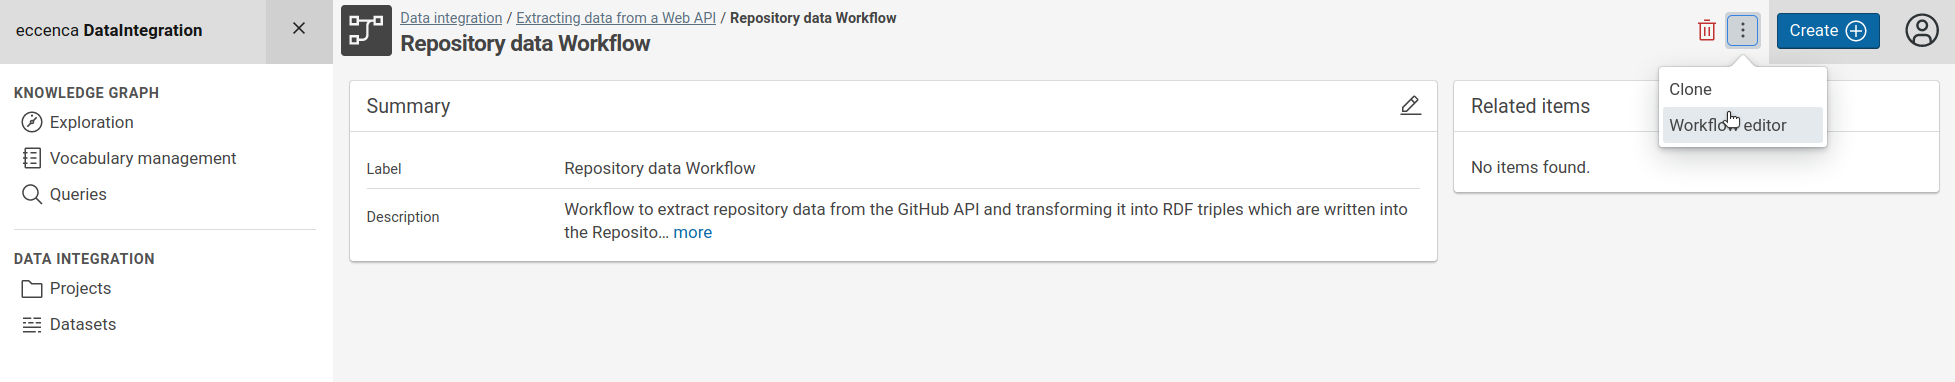 eccenca DataIntegration
KNOWLEDGE GRAPH
Exploration
Vocabulary management
Queries
DATA INTEGRATION
Projects
Datasets
Data integration / Extracting data from a Web API / Repository data Workflow
Repository data Workflow
Create
Clone
Workflow editor
Summary
Label
Repository data Workflow
Description
Workflow to extract repository data from the GitHub API and transforming it into RDF triples which are written into
the Reposito... more
Related items
No items found.